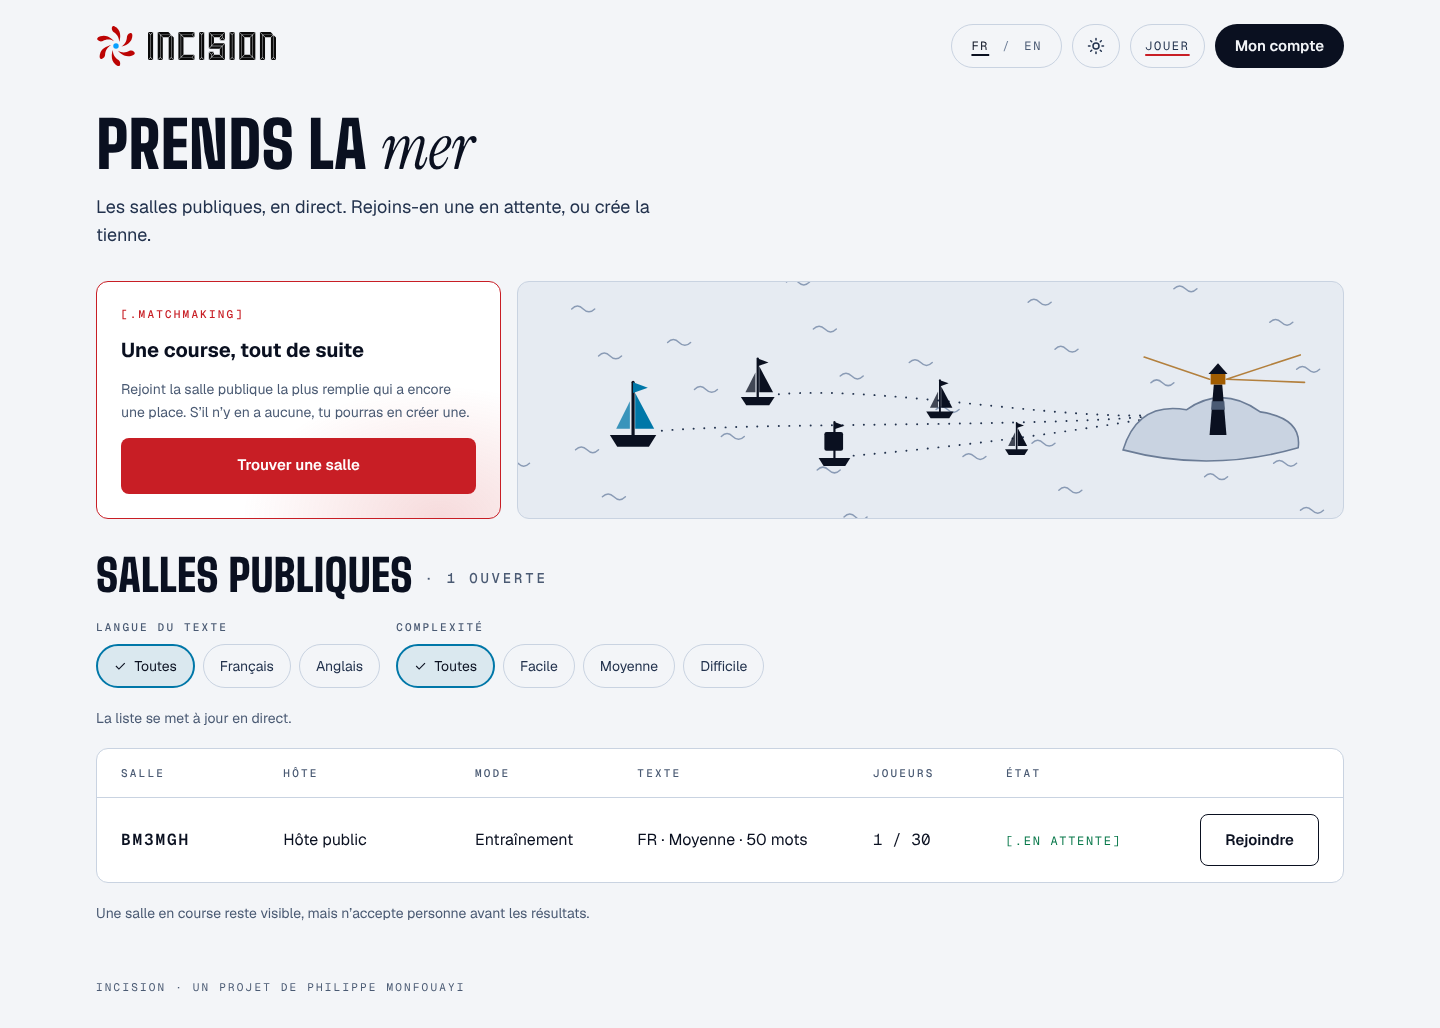 INCISION
FR / EN
JOUER
Mon compte
PRENDS LA mer
Les salles publiques, en direct. Rejoins-en une en attente, ou crée la
tienne.
[.MATCHMAKING]
Une course, tout de suite
Rejoint la salle publique la plus remplie qui a encore
une place. S’il n’y en a aucune, tu pourras en créer une.
Trouver une salle
SALLES PUBLIQUES · 1 OUVERTE
LANGUE DU TEXTE COMPLEXITÉ
✓ Toutes Français Anglais ✓ Toutes Facile Moyenne Difficile
La liste se met à jour en direct.
SALLE HÔTE MODE TEXTE JOUEURS ÉTAT
BM3MGH Hôte public Entraînement FR · Moyenne · 50 mots 1 / 30 [.EN ATTENTE] Rejoindre
Une salle en course reste visible, mais n’accepte personne avant les résultats.
INCISION · UN PROJET DE PHILIPPE MONFOUAYI